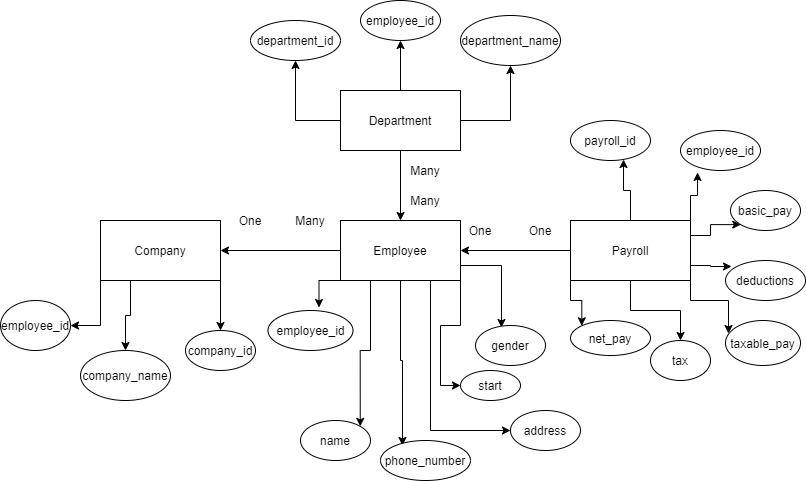 employee_id
department_id
department_name
Department
payroll_id
employee_id
Many
Many
basic_pay
One
Many
One
One
Company
Employee
Payroll
deductions
employee_id
employee_id
net_pay
taxable_pay
company_id
gender
tax
company_name
start
name
address
phone_number